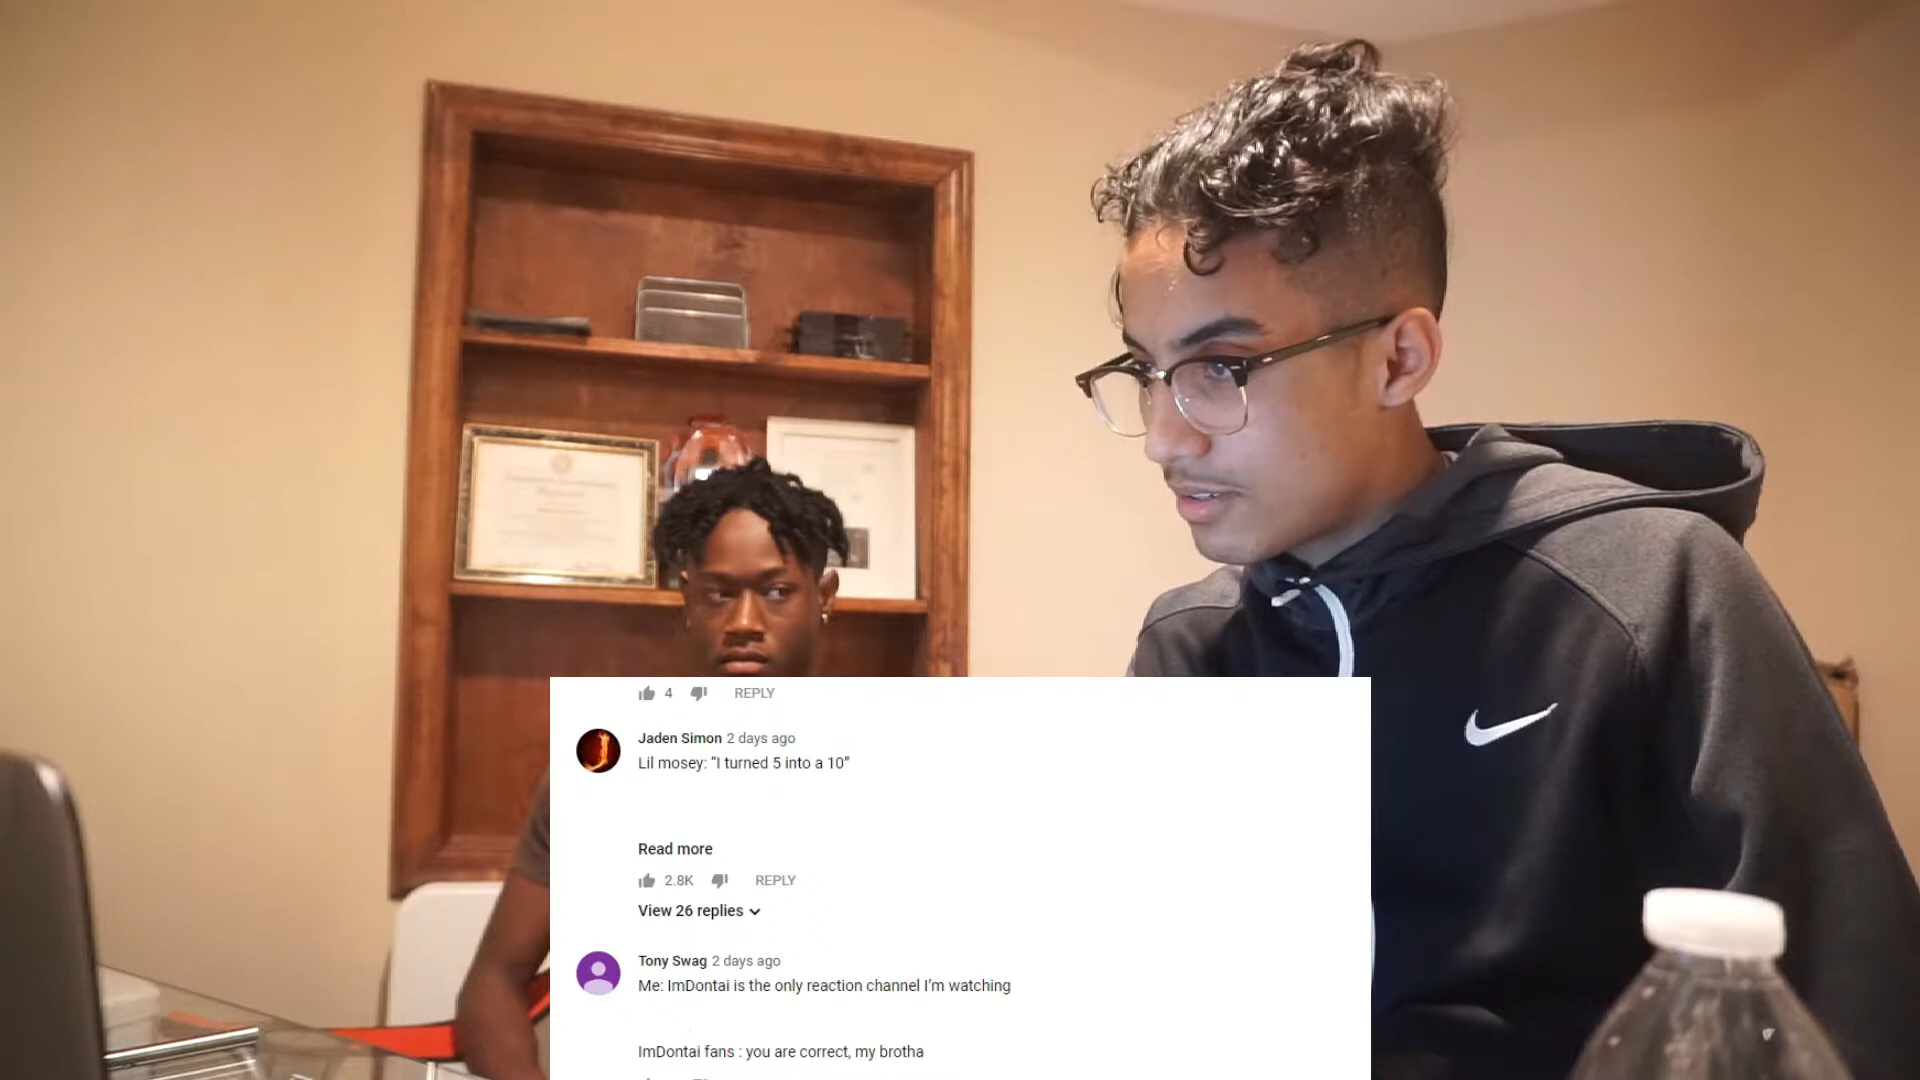 4 REPLY
Jaden Simon 2 days ago
Lil mosey: “I turned 5 into a 10”
Read more
2.8K REPLY
View 26 replies
Tony Swag 2 days ago
Me: ImDontai is the only reaction channel I’m watching
ImDontai fans : you are correct, my brotha